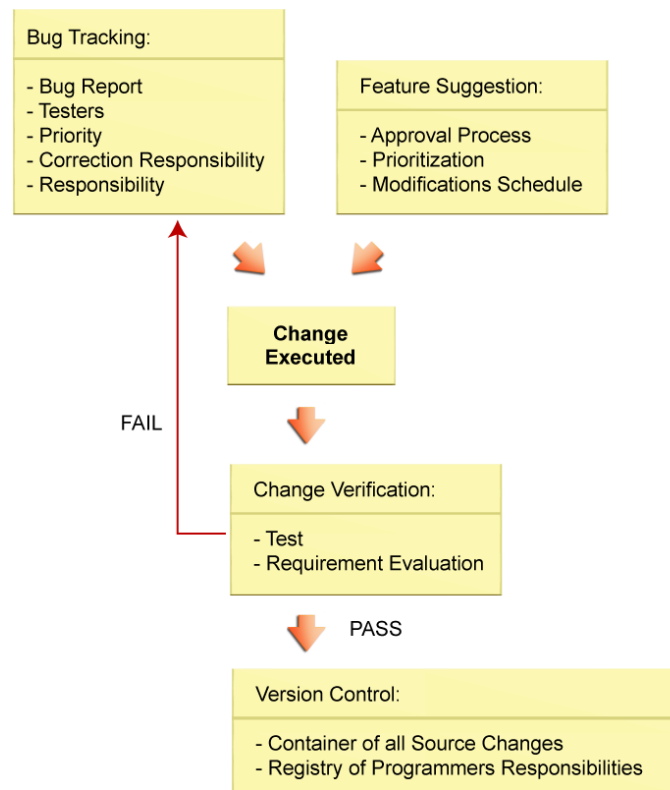 Bug Tracking:
- Bug Report
- Testers
- Priority
- Correction Responsibility
- Responsibility
Feature Suggestion:
- Approval Process
- Prioritization
- Modifications Schedule
Change
Executed
FAIL
Change Verification:
- Test
- Requirement Evaluation
PASS
Version Control:
- Container of all Source Changes
- Registry of Programmers Responsibilities